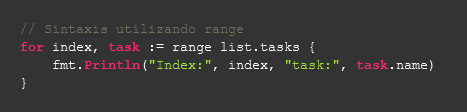 // Sintaxis utilizando range
for index, task := range list.tasks {
    fmt.Println("Index:", index, "task:", task.name)
}